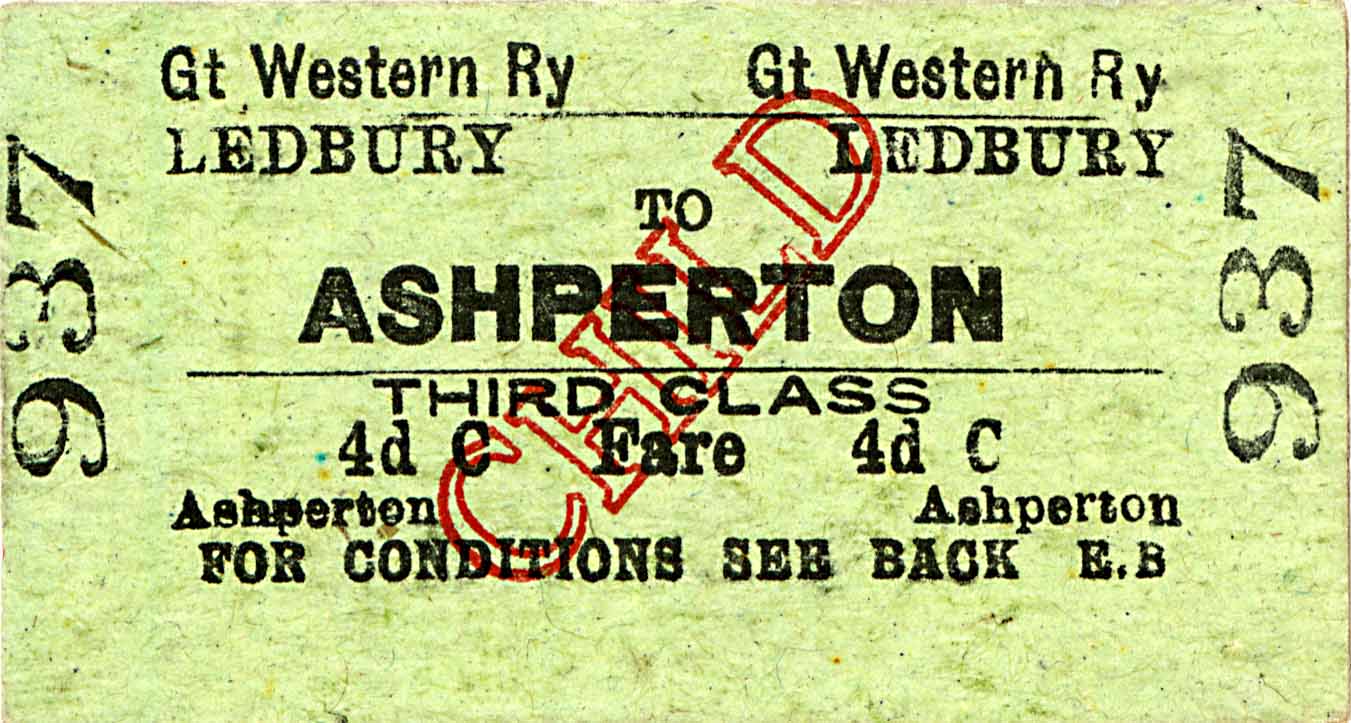 Gt Western Ry Gt Western Ry
LEDBURY LEDBURY
TO
ASHPERTON
THIRD CLASS
4d C Fare 4d C
Ashperton Ashperton
FOR CONDITIONS SEE BACK E.B
CHILD
937
937